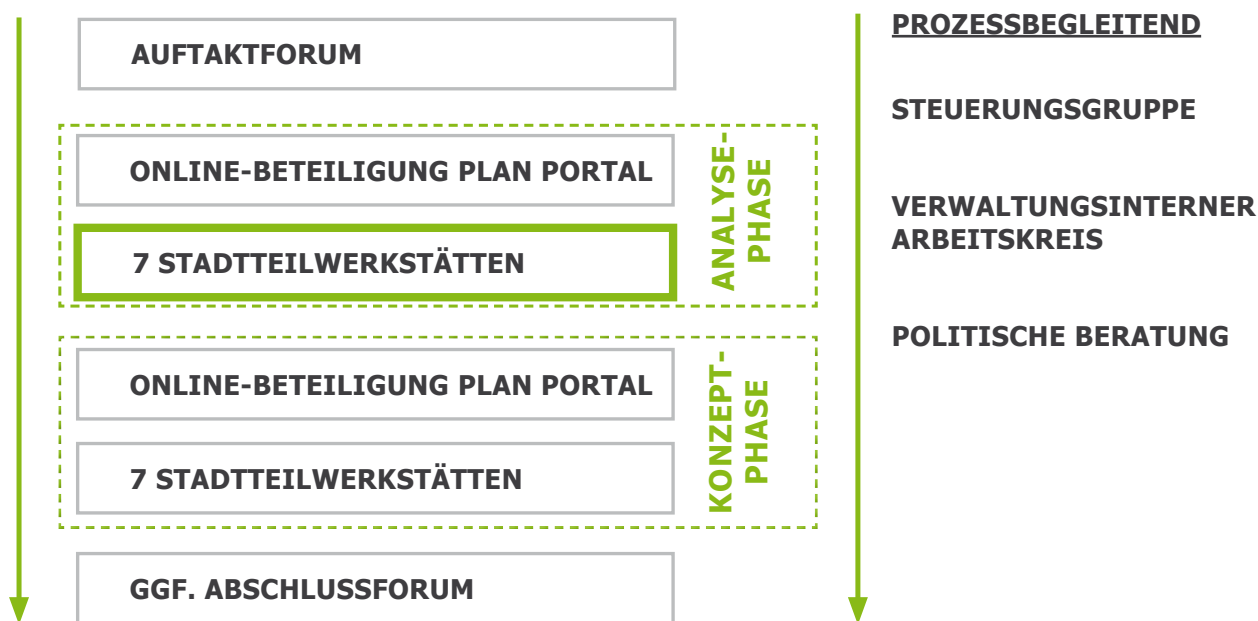 AUFTAKTFORUM
ONLINE-BETEILIGUNG PLAN PORTAL
7 STADTTEILWERKSTÄTTEN
ANALYSE-
PHASE
ONLINE-BETEILIGUNG PLAN PORTAL
7 STADTTEILWERKSTÄTTEN
KONZEPT-
PHASE
GGF. ABSCHLUSSFORUM
PROZESSBEGLEITEND
STEUERUNGSGRUPPE
VERWALTUNGSINTERNER
ARBEITSKREIS
POLITISCHE BERATUNG